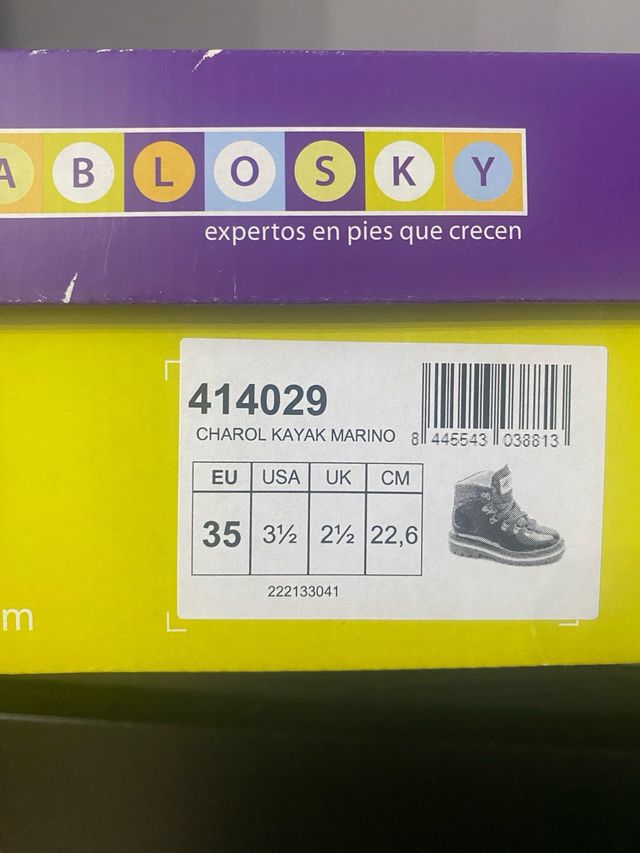 ABLOSKY
expertos en pies que crecen
414029
CHAROL KAYAK MARINO
8 445543 038813
EU USA UK CM
35 3½ 2½ 22,6
222133041
m